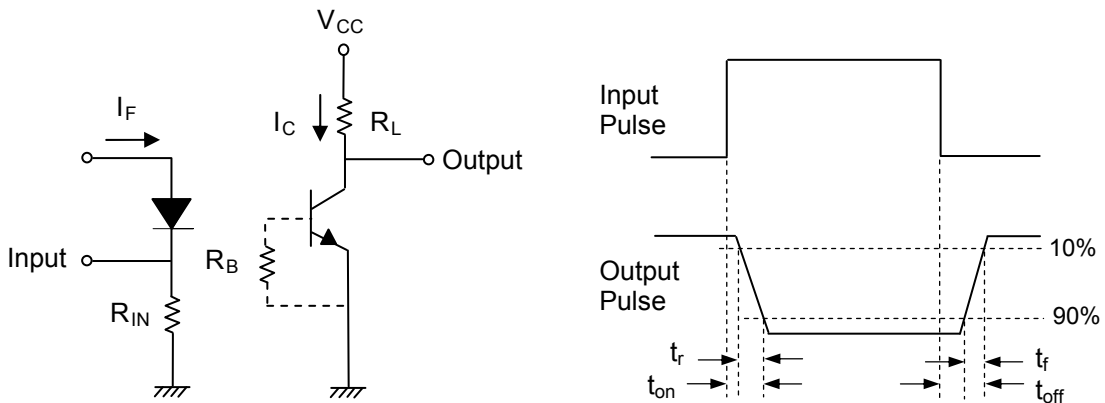 V_CC
I_F
I_C
R_L
Output
Input
R_B
R_IN
Input
Pulse
10%
Output
Pulse
90%
t_r
t_f
t_on
t_off